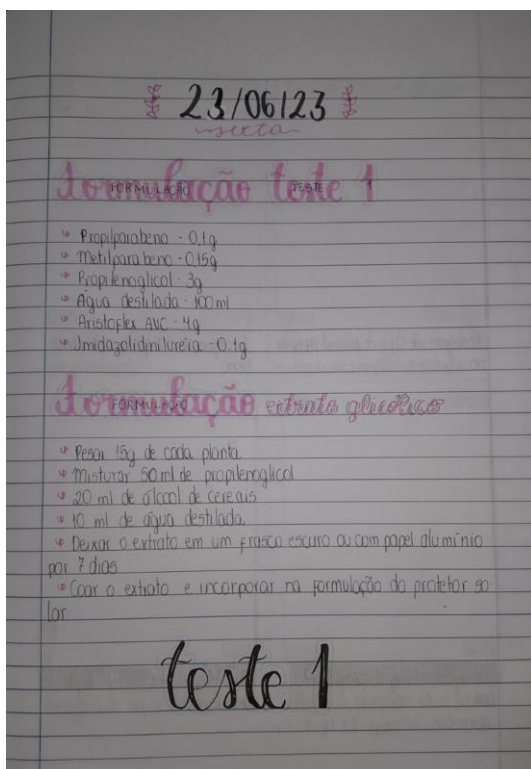 23/06/23
sexta
Formulação teste 1
FORMULAÇÃO TESTE
Propilparabeno - 0,1g
Metilparabeno - 0,15g
Propilenoglicol - 3g
Água destilada - 100ml
Aristoflex AVC - 4g
Imidazolidinilureia - 0,1g
Formulação extrato glicólico
FORMULAÇÃO
Pesar 15g de cada planta
Misturar 50ml de propilenoglicol
20 ml de álcool de cereais
10 ml de água destilada
Deixar o extrato em um frasco escuro ou com papel alumínio
por 7 dias
Coar o extrato e incorporar na formulação do protetor so
lar
teste 1